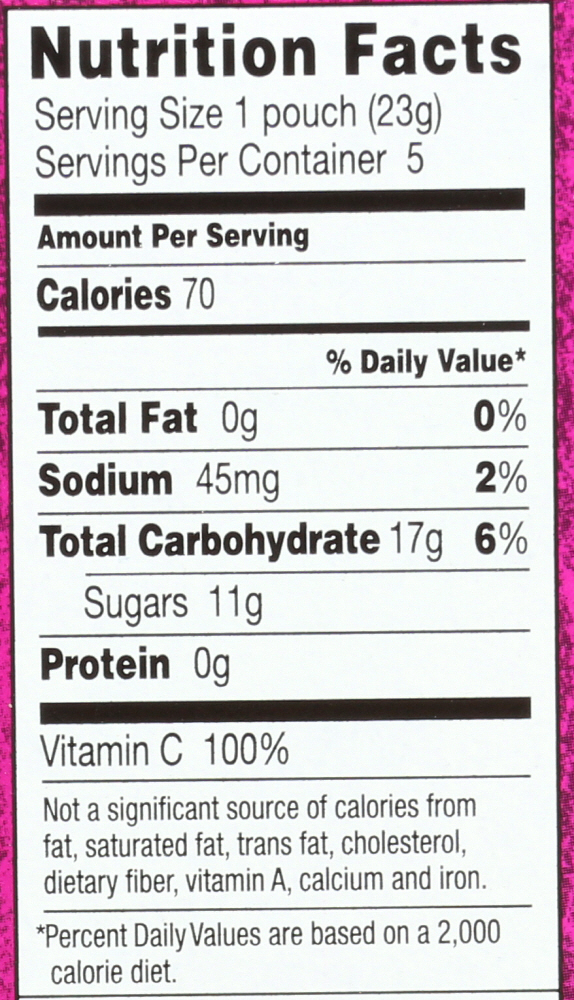 Nutrition Facts
Serving Size 1 pouch (23g)
Servings Per Container 5
Amount Per Serving
Calories 70
% Daily Value*
Total Fat 0g 0%
Sodium 45mg 2%
Total Carbohydrate 17g 6%
Sugars 11g
Protein 0g
Vitamin C 100%
Not a significant source of calories from
fat, saturated fat, trans fat, cholesterol,
dietary fiber, vitamin A, calcium and iron.
*Percent Daily Values are based on a 2,000
calorie diet.